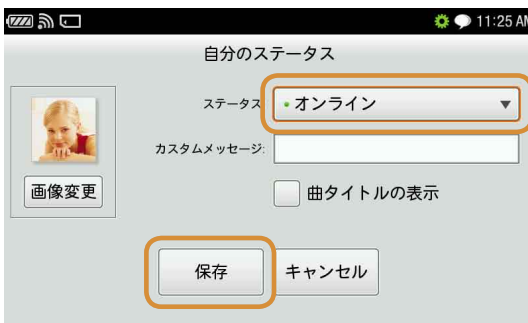 11:25 AM
自分のステータス
ステータス
オンライン
カスタムメッセージ:
画像変更
曲タイトルの表示
保存
キャンセル